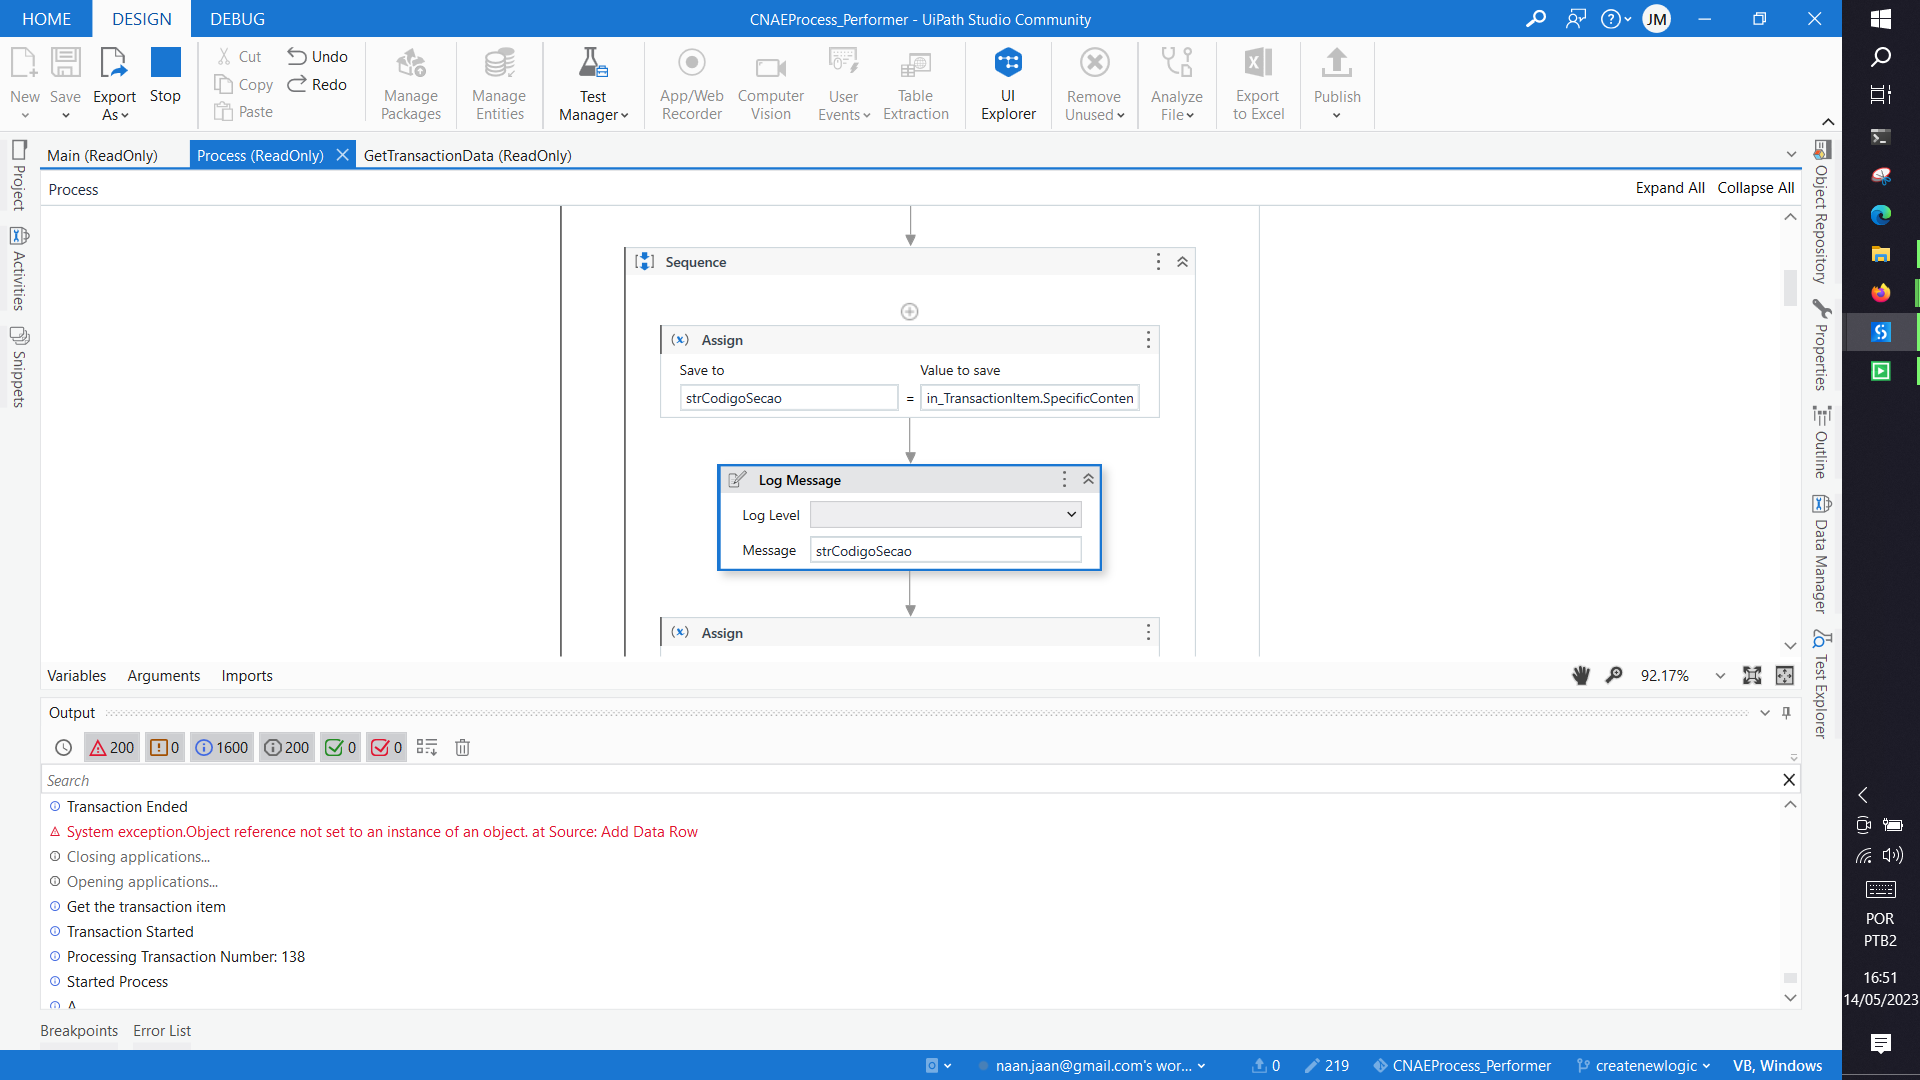 HOME DESIGN DEBUG
CNAEProcess_Performer - UiPath Studio Community
JM
New
Save
Export
As
Stop
Cut
Copy
Paste
Undo
Redo
Manage
Packages
Manage
Entities
Test
Manager
App/Web
Recorder
Computer
Vision
User
Events
Table
Extraction
UI
Explorer
Remove
Unused
Analyze
File
Export
to Excel
Publish
Project
Activities
Snippets
Main (ReadOnly) Process (ReadOnly) GetTransactionData (ReadOnly)
Process
Expand All Collapse All
Sequence
Assign
Save to Value to save
strCodigoSecao = in_TransactionItem.SpecificConten
Log Message
Log Level
Message strCodigoSecao
Assign
Object Repository
Properties
Outline
Data Manager
Test Explorer
Variables Arguments Imports
92.17%
Output
200 0 1600 200 0 0
Search
Transaction Ended
System exception.Object reference not set to an instance of an object. at Source: Add Data Row
Closing applications...
Opening applications...
Get the transaction item
Transaction Started
Processing Transaction Number: 138
Started Process
A
Breakpoints Error List
naan.jaan@gmail.com's wor... 0 219 CNAEProcess_Performer createnewlogic VB, Windows
POR
PTB2
16:51
14/05/2023